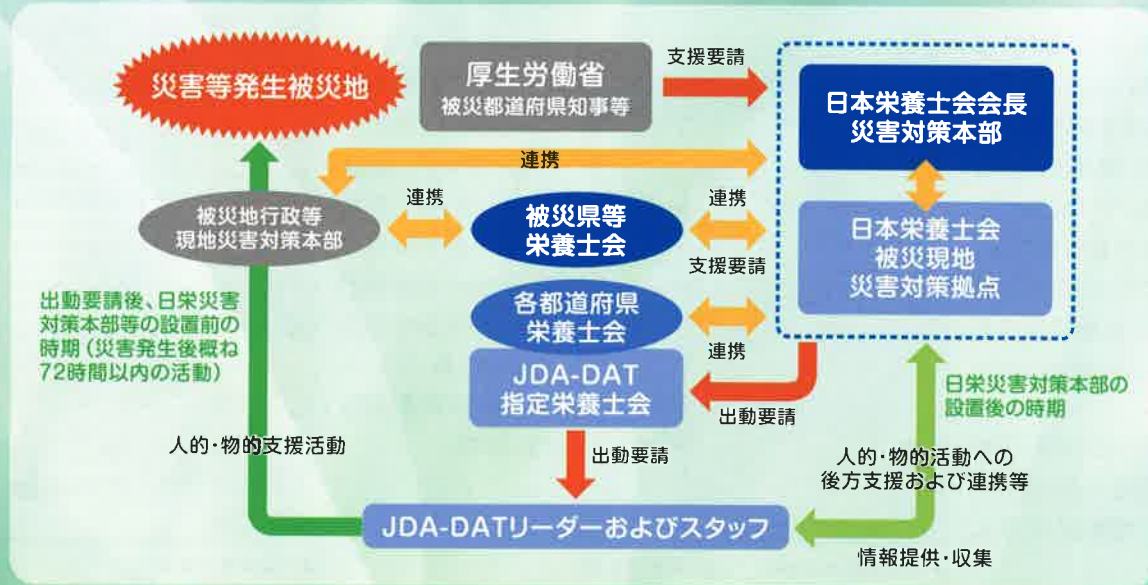 災害等発生被災地
厚生労働省
被災都道府県知事等
支援要請
日本栄養士会会長
災害対策本部
連携
被災地行政等
現地災害対策本部
連携
被災県等
栄養士会
連携
支援要請
日本栄養士会
被災現地
災害対策拠点
出動要請後、日栄災害
対策本部等の設置前の
時期(災害発生後概ね
72時間以内の活動)
各都道府県
栄養士会
連携
JDA-DAT
指定栄養士会
出動要請
日栄災害対策本部の
設置後の時期
人的・物的支援活動
出動要請
人的・物的活動への
後方支援および連携等
JDA-DATリーダーおよびスタッフ
情報提供・収集